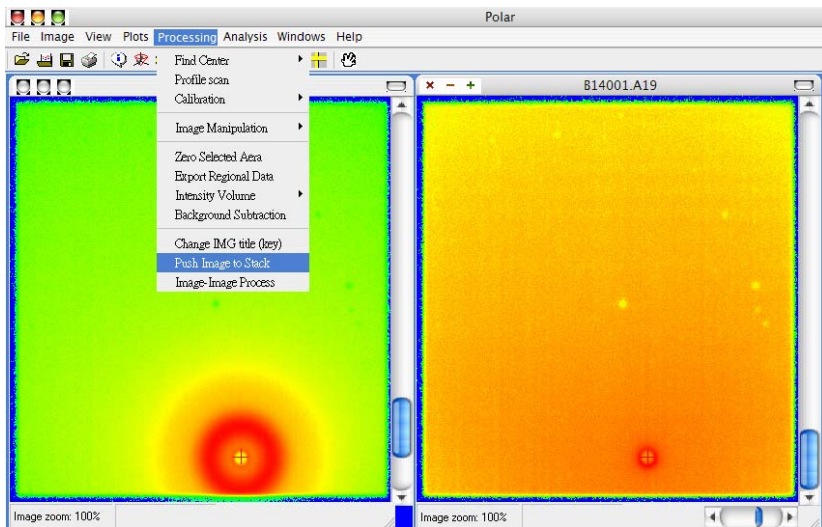 Polar
File Image View Plots Processing Analysis Windows Help
Find Center
Profile scan
Calibration
Image Manipulation
Zero Selected Aera
Export Regional Data
Intensity Volume
Background Subtraction
Change IMG title (key)
Push Image to Stack
Image-Image Process
B14001.A19
Image zoom: 100%
Image zoom: 100%